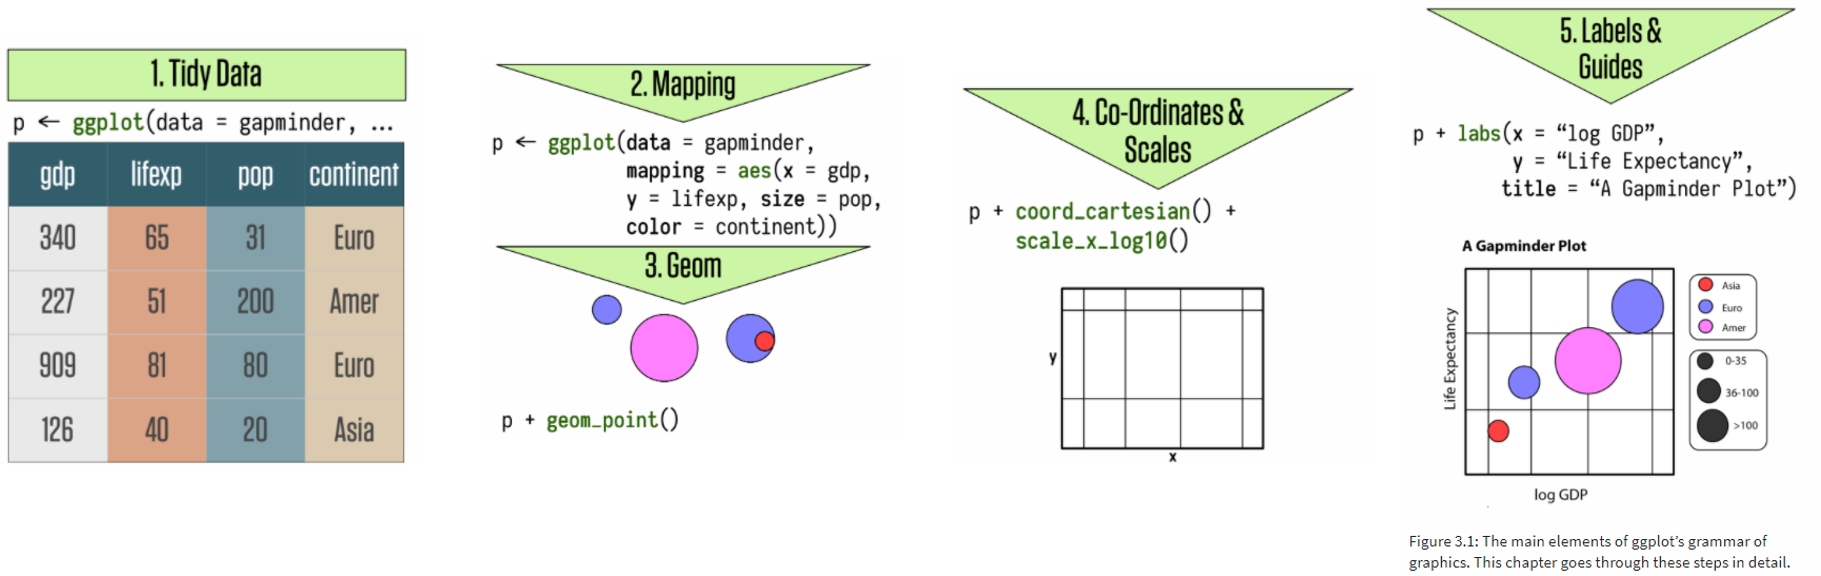 1. Tidy Data
p ← ggplot(data = gapminder, ...
gdp lifexp pop continent
340 65 31 Euro
227 51 200 Amer
909 81 80 Euro
126 40 20 Asia
2. Mapping
p ← ggplot(data = gapminder,
mapping = aes(x = gdp,
y = lifexp, size = pop,
color = continent))
3. Geom
p + geom_point()
4. Co-Ordinates &
Scales
p + coord_cartesian() +
scale_x_log10()
y
x
5. Labels &
Guides
p + labs(x = “log GDP”,
y = “Life Expectancy”,
title = “A Gapminder Plot”)
A Gapminder Plot
Life Expectancy
log GDP
Asia
Euro
Amer
0-35
36-100
>100
Figure 3.1: The main elements of ggplot’s grammar of
graphics. This chapter goes through these steps in detail.